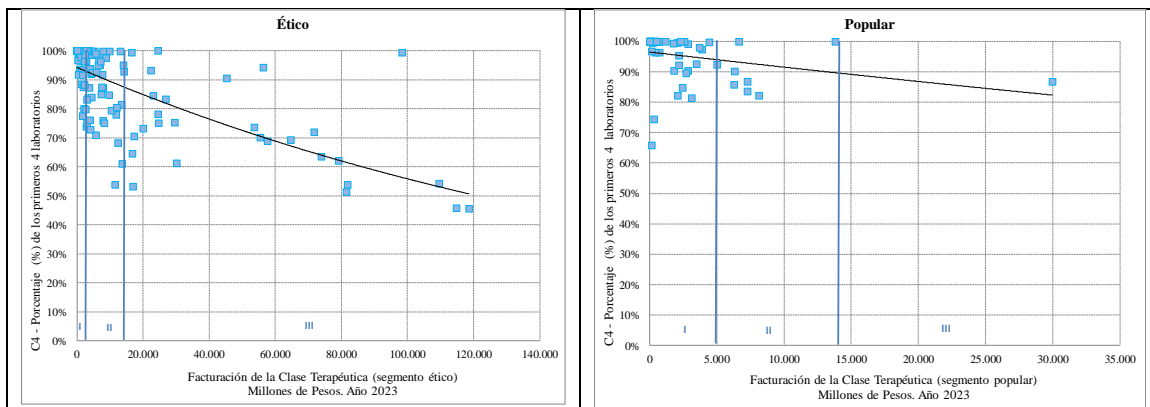 Ético
C4 - Porcentaje (%) de los primeros 4 laboratorios
100%
90%
80%
70%
60%
50%
40%
30%
20%
10%
0%
I
II
III
0
20.000
40.000
60.000
80.000
100.000
120.000
140.000
Facturación de la Clase Terapéutica (segmento ético)
Millones de Pesos. Año 2023
Popular
C4 - Porcentaje (%) de los primeros 4 laboratorios
100%
90%
80%
70%
60%
50%
40%
30%
20%
10%
0%
I
II
III
0
5.000
10.000
15.000
20.000
25.000
30.000
35.000
Facturación de la Clase Terapéutica (segmento popular)
Millones de Pesos. Año 2023